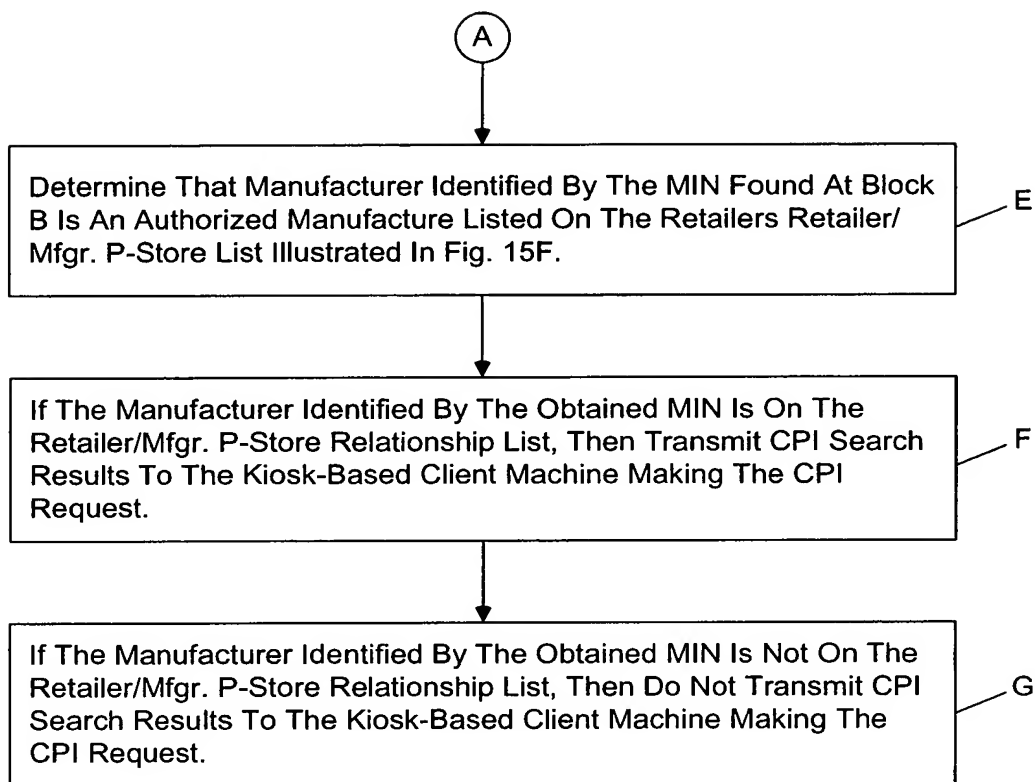 A
Determine That Manufacturer Identified By The MIN Found At Block
B Is An Authorized Manufacture Listed On The Retailers Retailer/
Mfgr. P-Store List Illustrated In Fig. 15F.
E
If The Manufacturer Identified By The Obtained MIN Is On The
Retailer/Mfgr. P-Store Relationship List, Then Transmit CPI Search
Results To The Kiosk-Based Client Machine Making The CPI
Request.
F
If The Manufacturer Identified By The Obtained MIN Is Not On The
Retailer/Mfgr. P-Store Relationship List, Then Do Not Transmit CPI
Search Results To The Kiosk-Based Client Machine Making The
CPI Request.
G